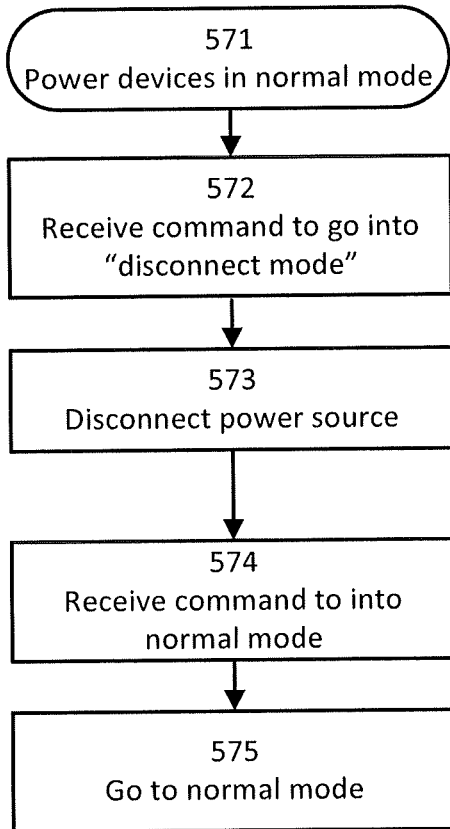 571
Power devices in normal mode
572
Receive command to go into
“disconnect mode”
573
Disconnect power source
574
Receive command to into
normal mode
575
Go to normal mode